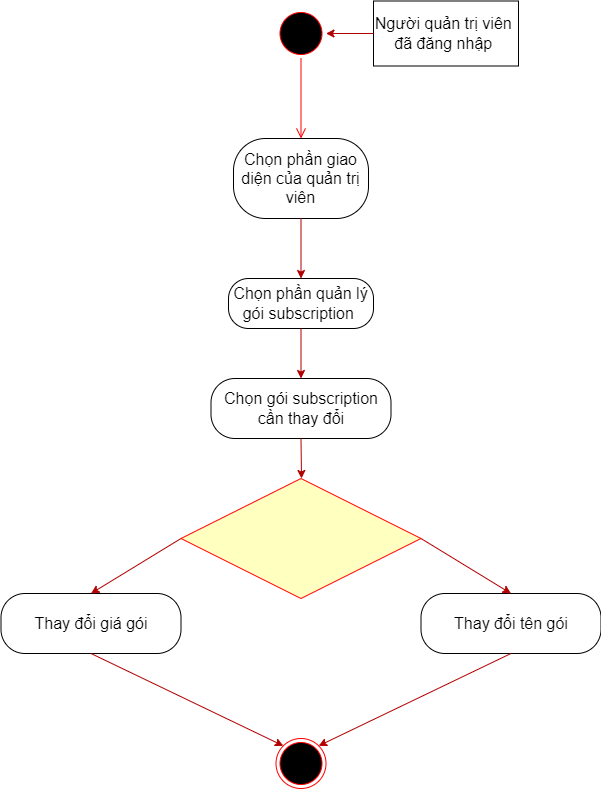 Người quản trị viên
đã đăng nhập
Chọn phần giao
diện của quản trị
viên
Chọn phần quản lý
gói subscription
Chọn gói subscription
cần thay đổi
Thay đổi giá gói
Thay đổi tên gói